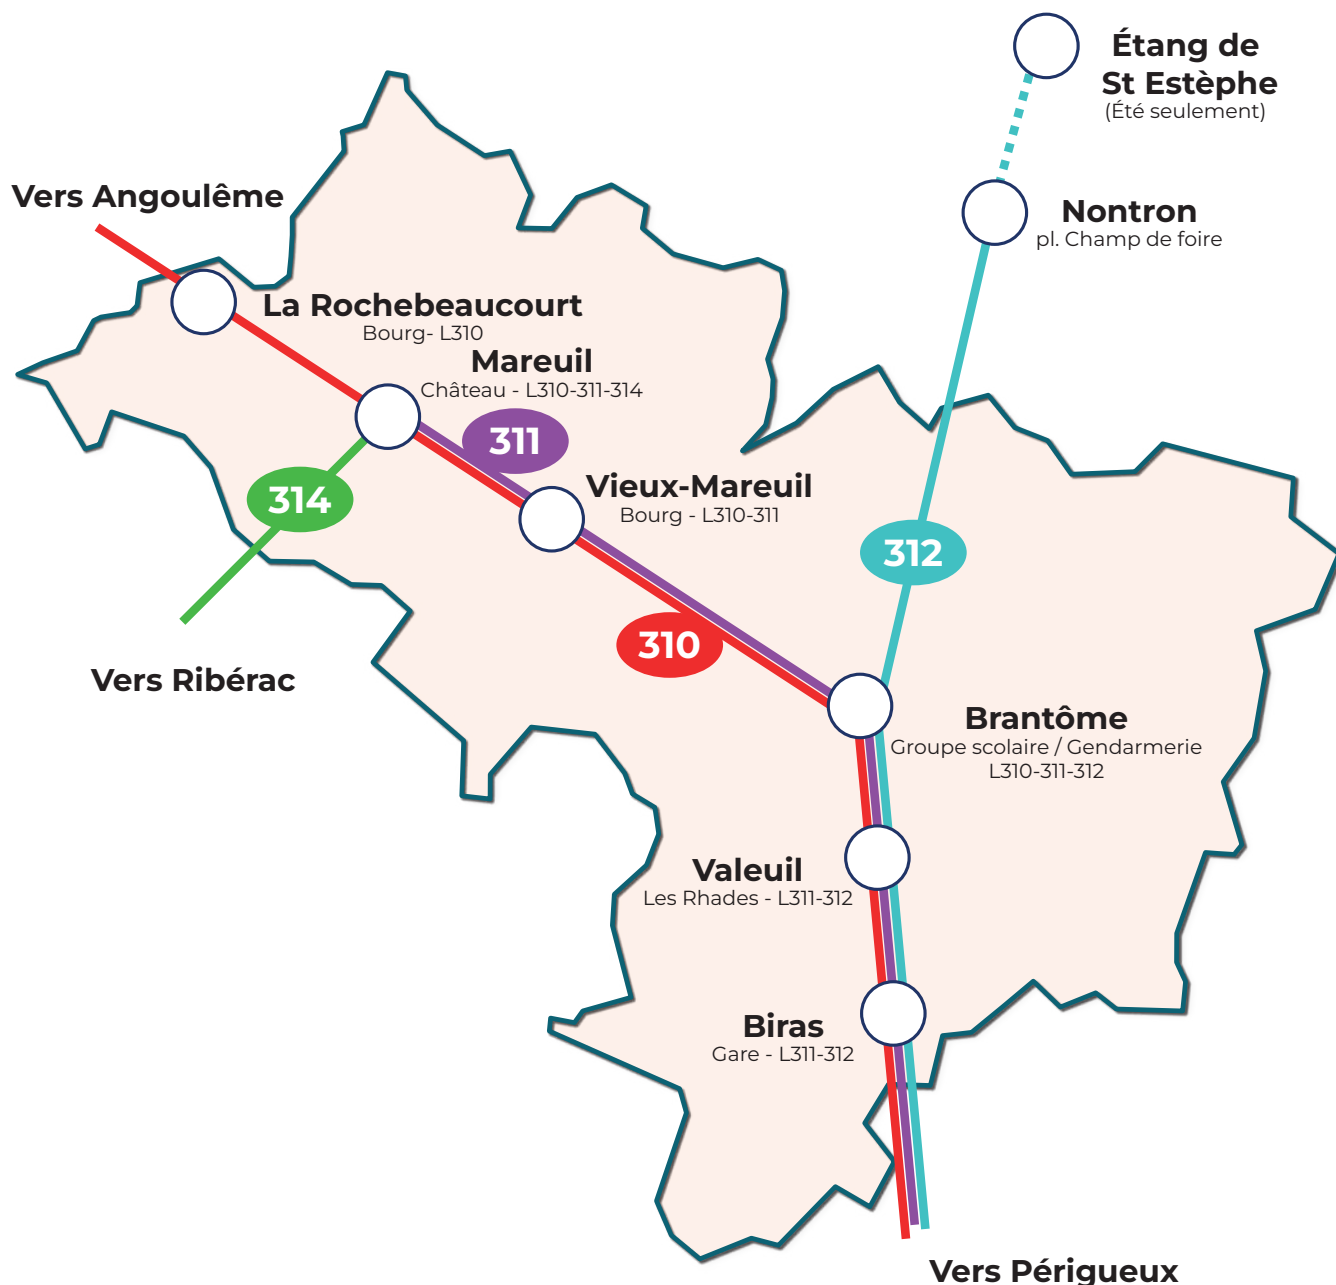 Étang de
St Estèphe
(Été seulement)
Vers Angoulême
Nontron
pl. Champ de foire
La Rochebeaucourt
Bourg- L310
Mareuil
Château - L310-311-314
311
314
Vieux-Mareuil
Bourg - L310-311
312
310
Vers Ribérac
Brantôme
Groupe scolaire / Gendarmerie
L310-311-312
Valeuil
Les Rhades - L311-312
Biras
Gare - L311-312
Vers Périgueux